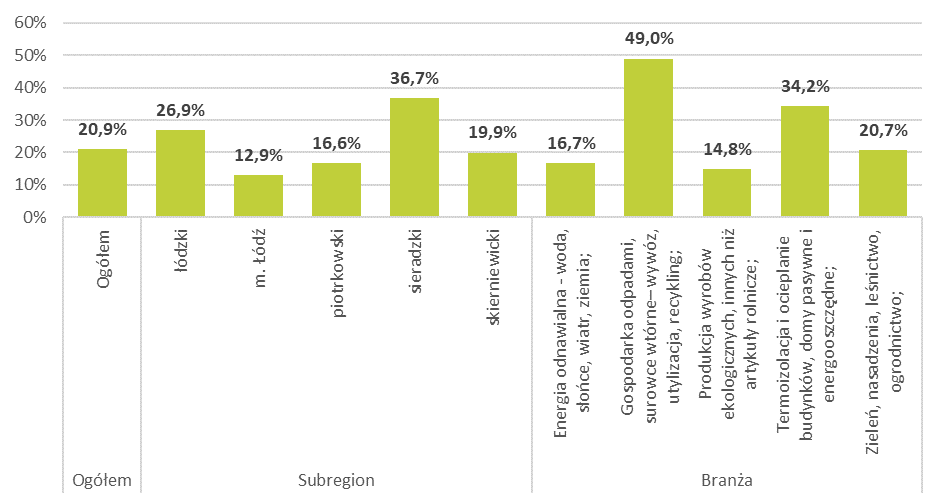 60%
50%
40%
30%
20%
10%
0%
20,9%
26,9%
12,9%
16,6%
36,7%
19,9%
16,7%
49,0%
14,8%
34,2%
20,7%
Ogółem
łódzki
m. Łódź
piotrkowski
sieradzki
skierniewicki
Energia odnawialna - woda,
słońce, wiatr, ziemia;
Gospodarka odpadami,
surowce wtórne– wywóz,
utylizacja, recykling;
Produkcja wyrobów
ekologicznych, innych niż
artykuły rolnicze;
Termoizolacja i ocieplanie
budynków, domy pasywne i
energooszczędne;
Zieleń, nasadzenia, leśnictwo,
ogrodnictwo;
Ogółem
Subregion
Branża